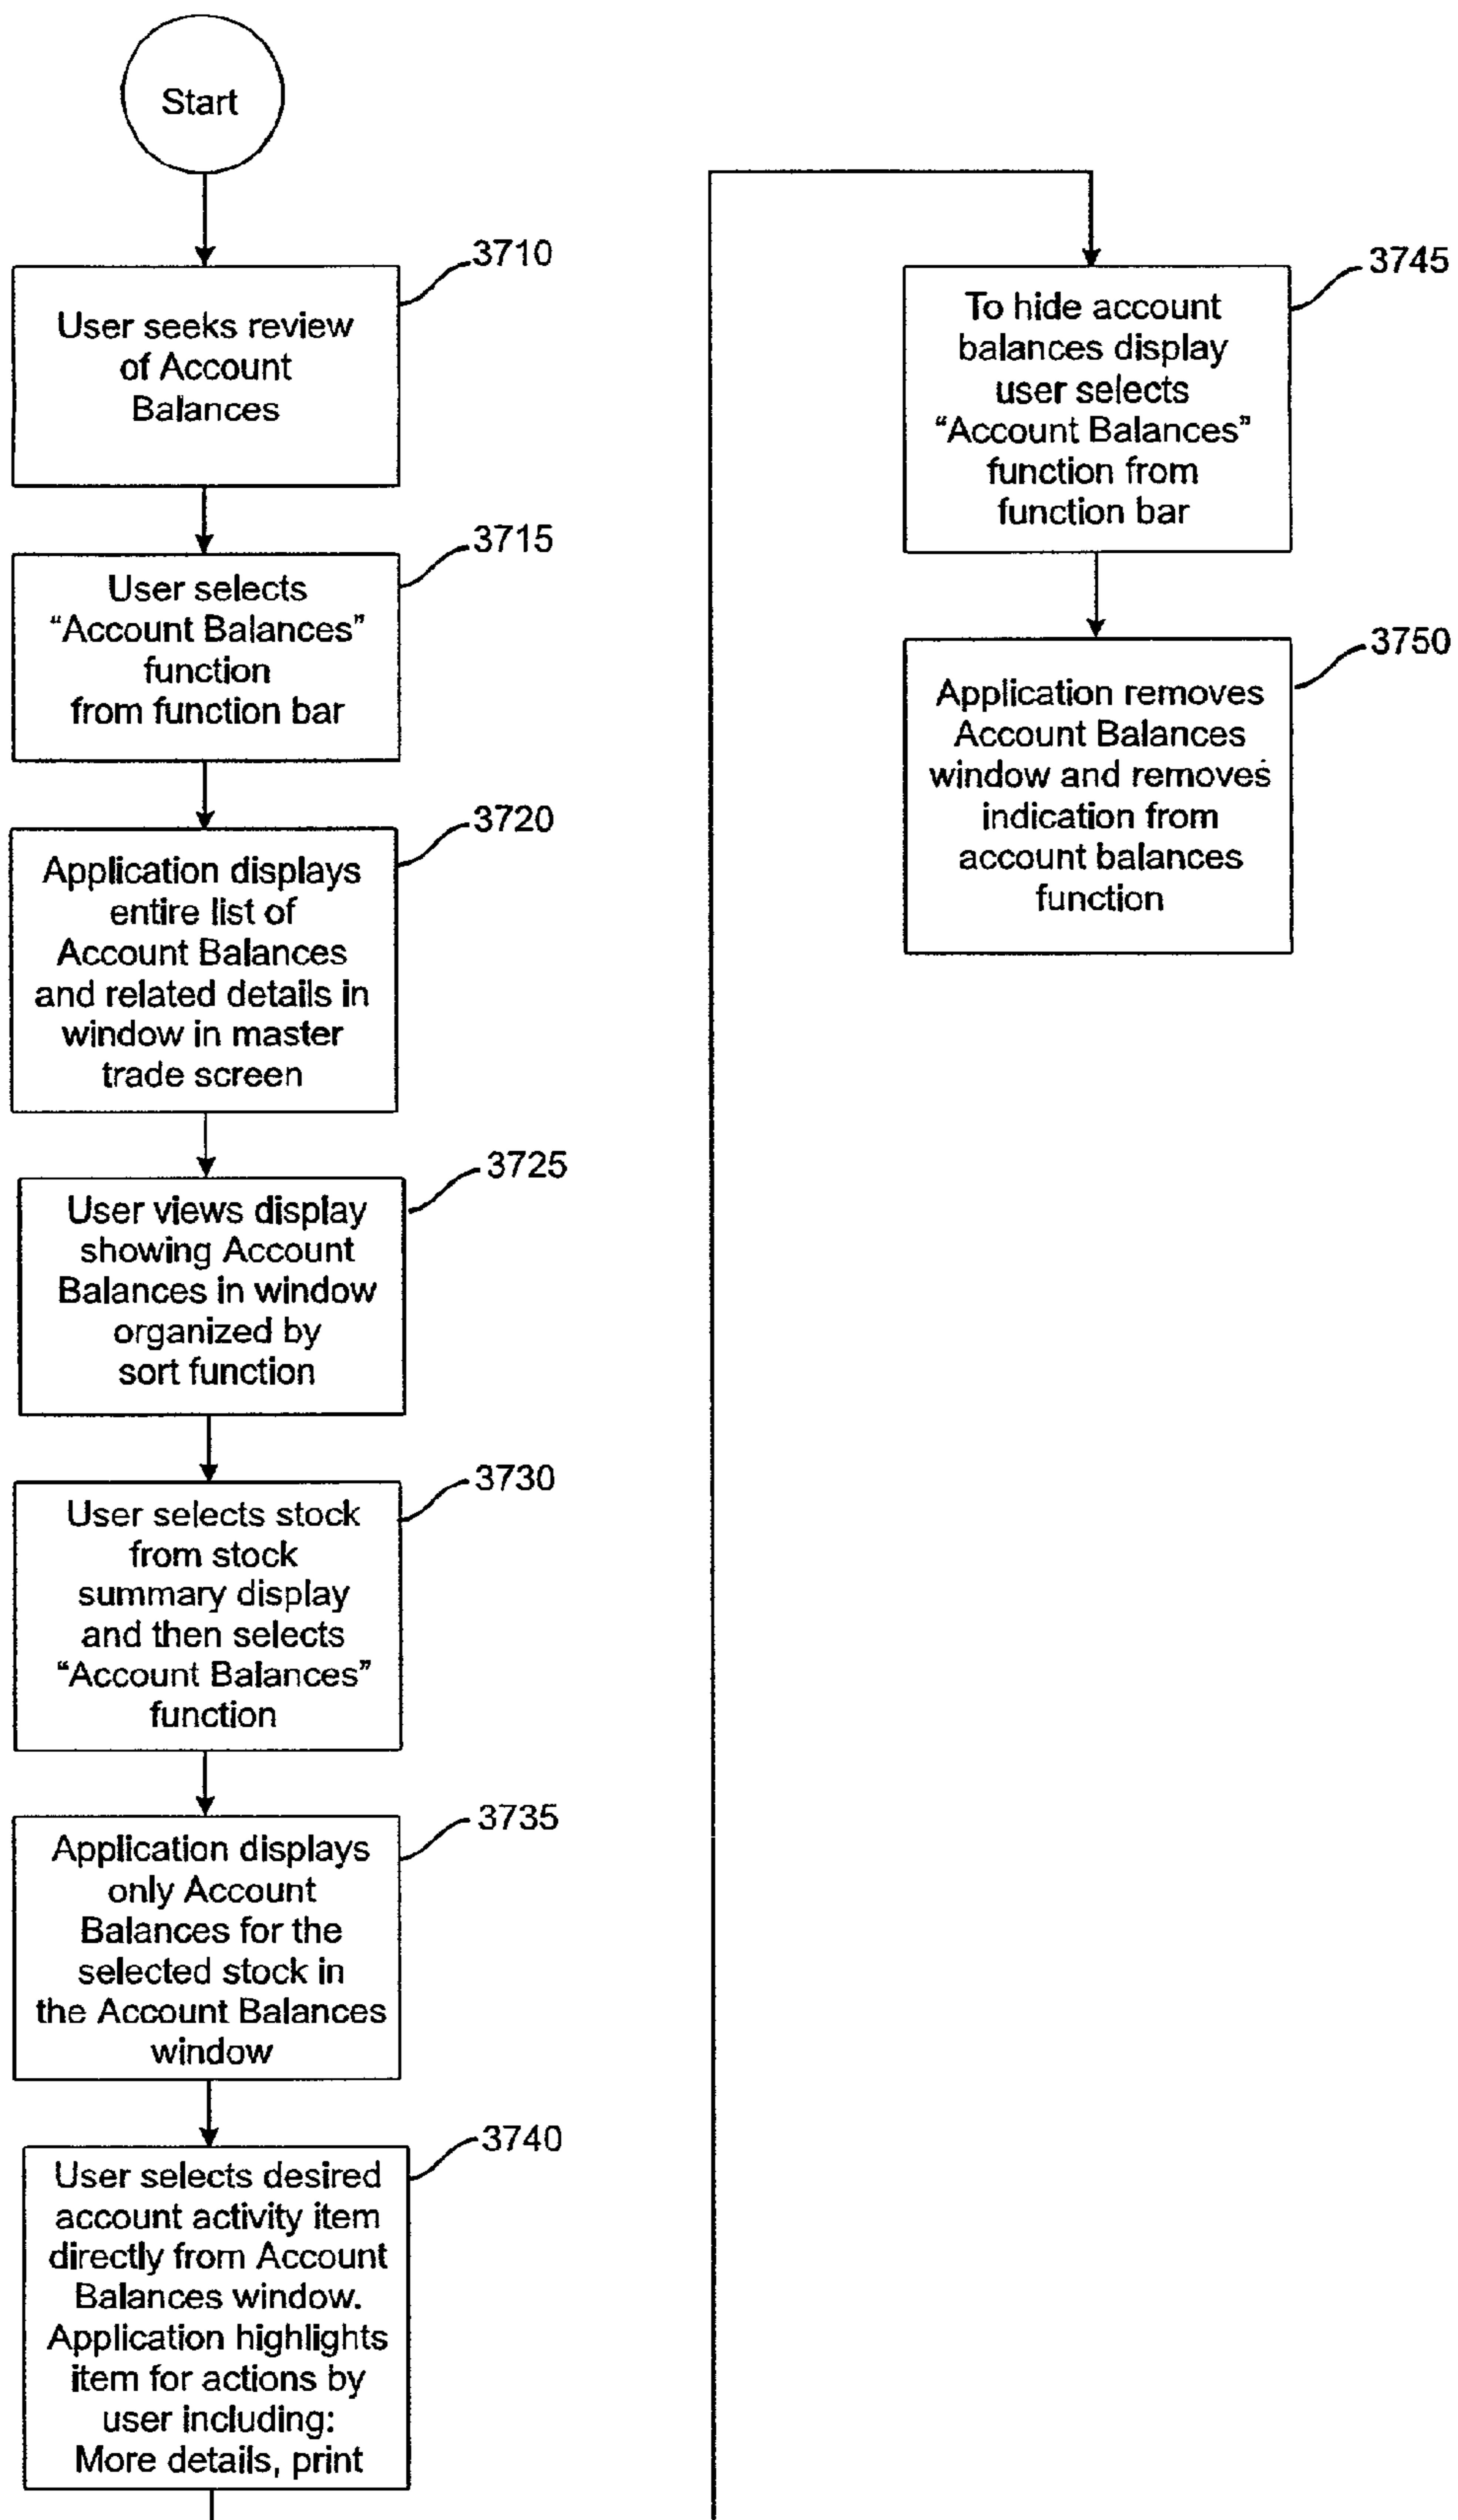 Start
3710
User seeks review
of Account
Balances
3715
User selects
“Account Balances”
function
from function bar
3720
Application displays
entire list of
Account Balances
and related details in
window in master
trade screen
3725
User views display
showing Account
Balances in window
organized by
sort function
3730
User selects stock
from stock
summary display
and then selects
“Account Balances”
function
3735
Application displays
only Account
Balances for the
selected stock in
the Account Balances
window
3740
User selects desired
account activity item
directly from Account
Balances window.
Application highlights
item for actions by
user including:
More details, print
3745
To hide account
balances display
user selects
“Account Balances”
function from
function bar
3750
Application removes
Account Balances
window and removes
indication from
account balances
function